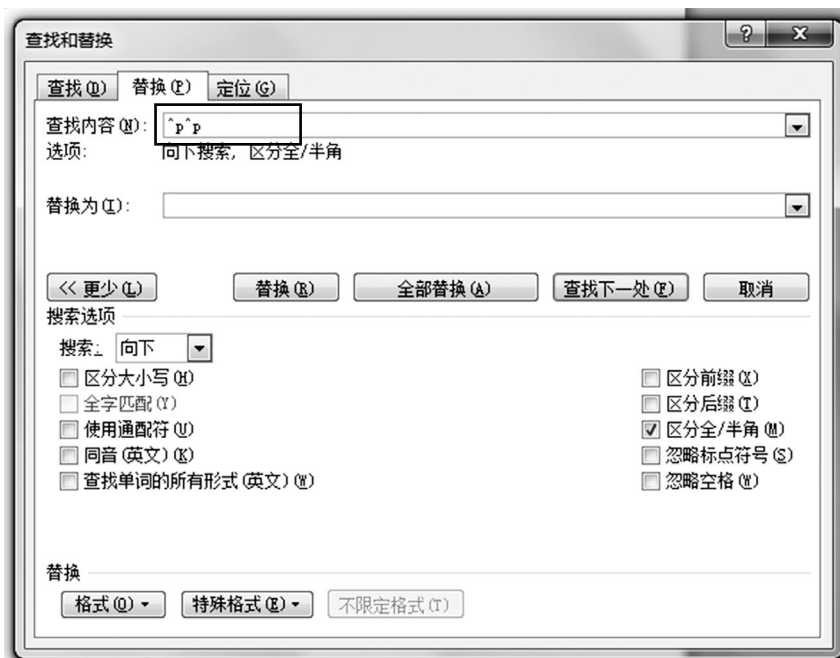 查找和替换
查找(D) 替换(P) 定位(G)
查找内容(N): ^p^p
选项: 向下搜索, 区分全/半角
替换为(I):
<< 更少(L) 替换(R) 全部替换(A) 查找下一处(F) 取消
搜索选项
搜索: 向下
区分大小写(H) 区分前缀(X)
全字匹配(Y) 区分后缀(T)
使用通配符(U) 区分全/半角(M)
同音(英文)(K) 忽略标点符号(S)
查找单词的所有形式(英文)(W) 忽略空格(W)
替换
格式(O) 特殊格式(E) 不限定格式(T)